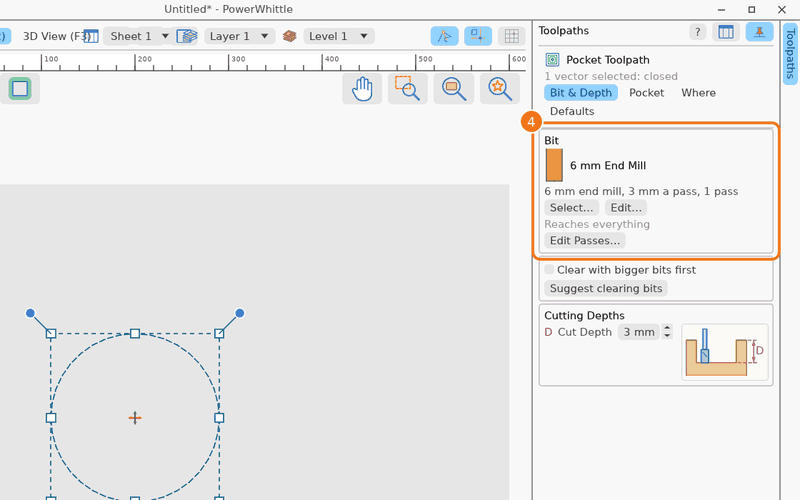 Untitled* - PowerWhittle
3D View (F3) Sheet 1 Layer 1 Level 1
100 200 300 400 500 600
Toolpaths ?
Toolpaths
Pocket Toolpath
1 vector selected: closed
Bit & Depth Pocket Where
Defaults
4
Bit
6 mm End Mill
6 mm end mill, 3 mm a pass, 1 pass
Select... Edit...
Reaches everything
Edit Passes...
Clear with bigger bits first
Suggest clearing bits
Cutting Depths
D Cut Depth 3 mm
D